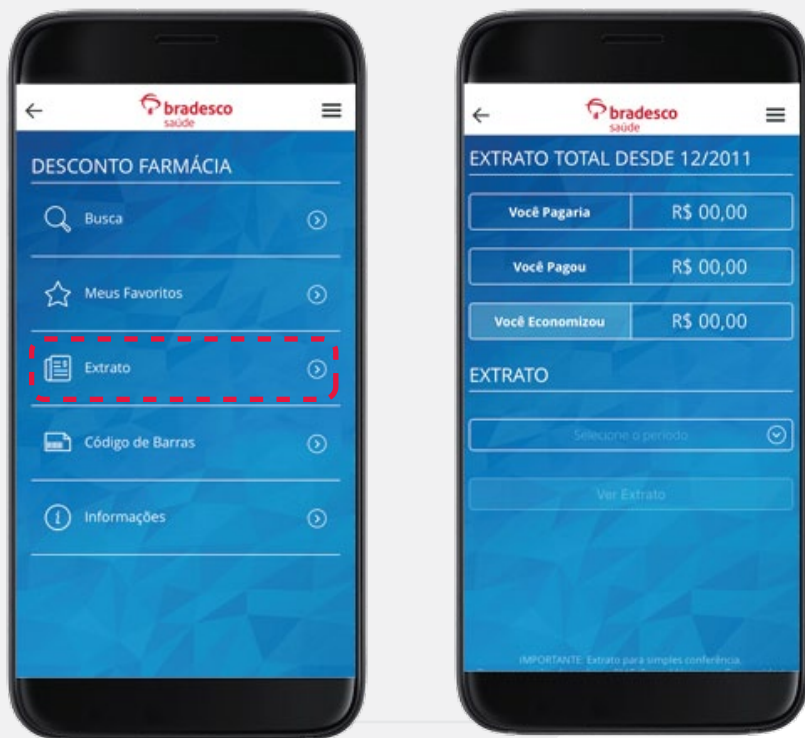 bradesco
saúde
DESCONTO FARMÁCIA
Busca
Meus Favoritos
Extrato
Código de Barras
Informações
bradesco
saúde
EXTRATO TOTAL DESDE 12/2011
Você Pagaria R$ 00,00
Você Pagou R$ 00,00
Você Economizou R$ 00,00
EXTRATO
Selecione o período
Ver Extrato
IMPORTANTE: Extrato para simples conferência.